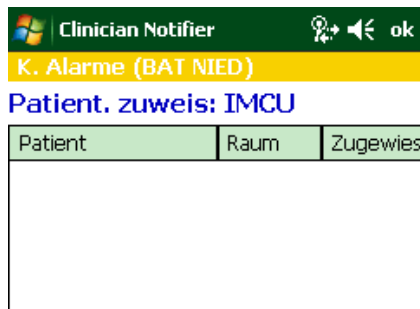 Clinician Notifier ok
K. Alarme (BAT NIED)
Patient. zuweis: IMCU
Patient Raum Zugewies